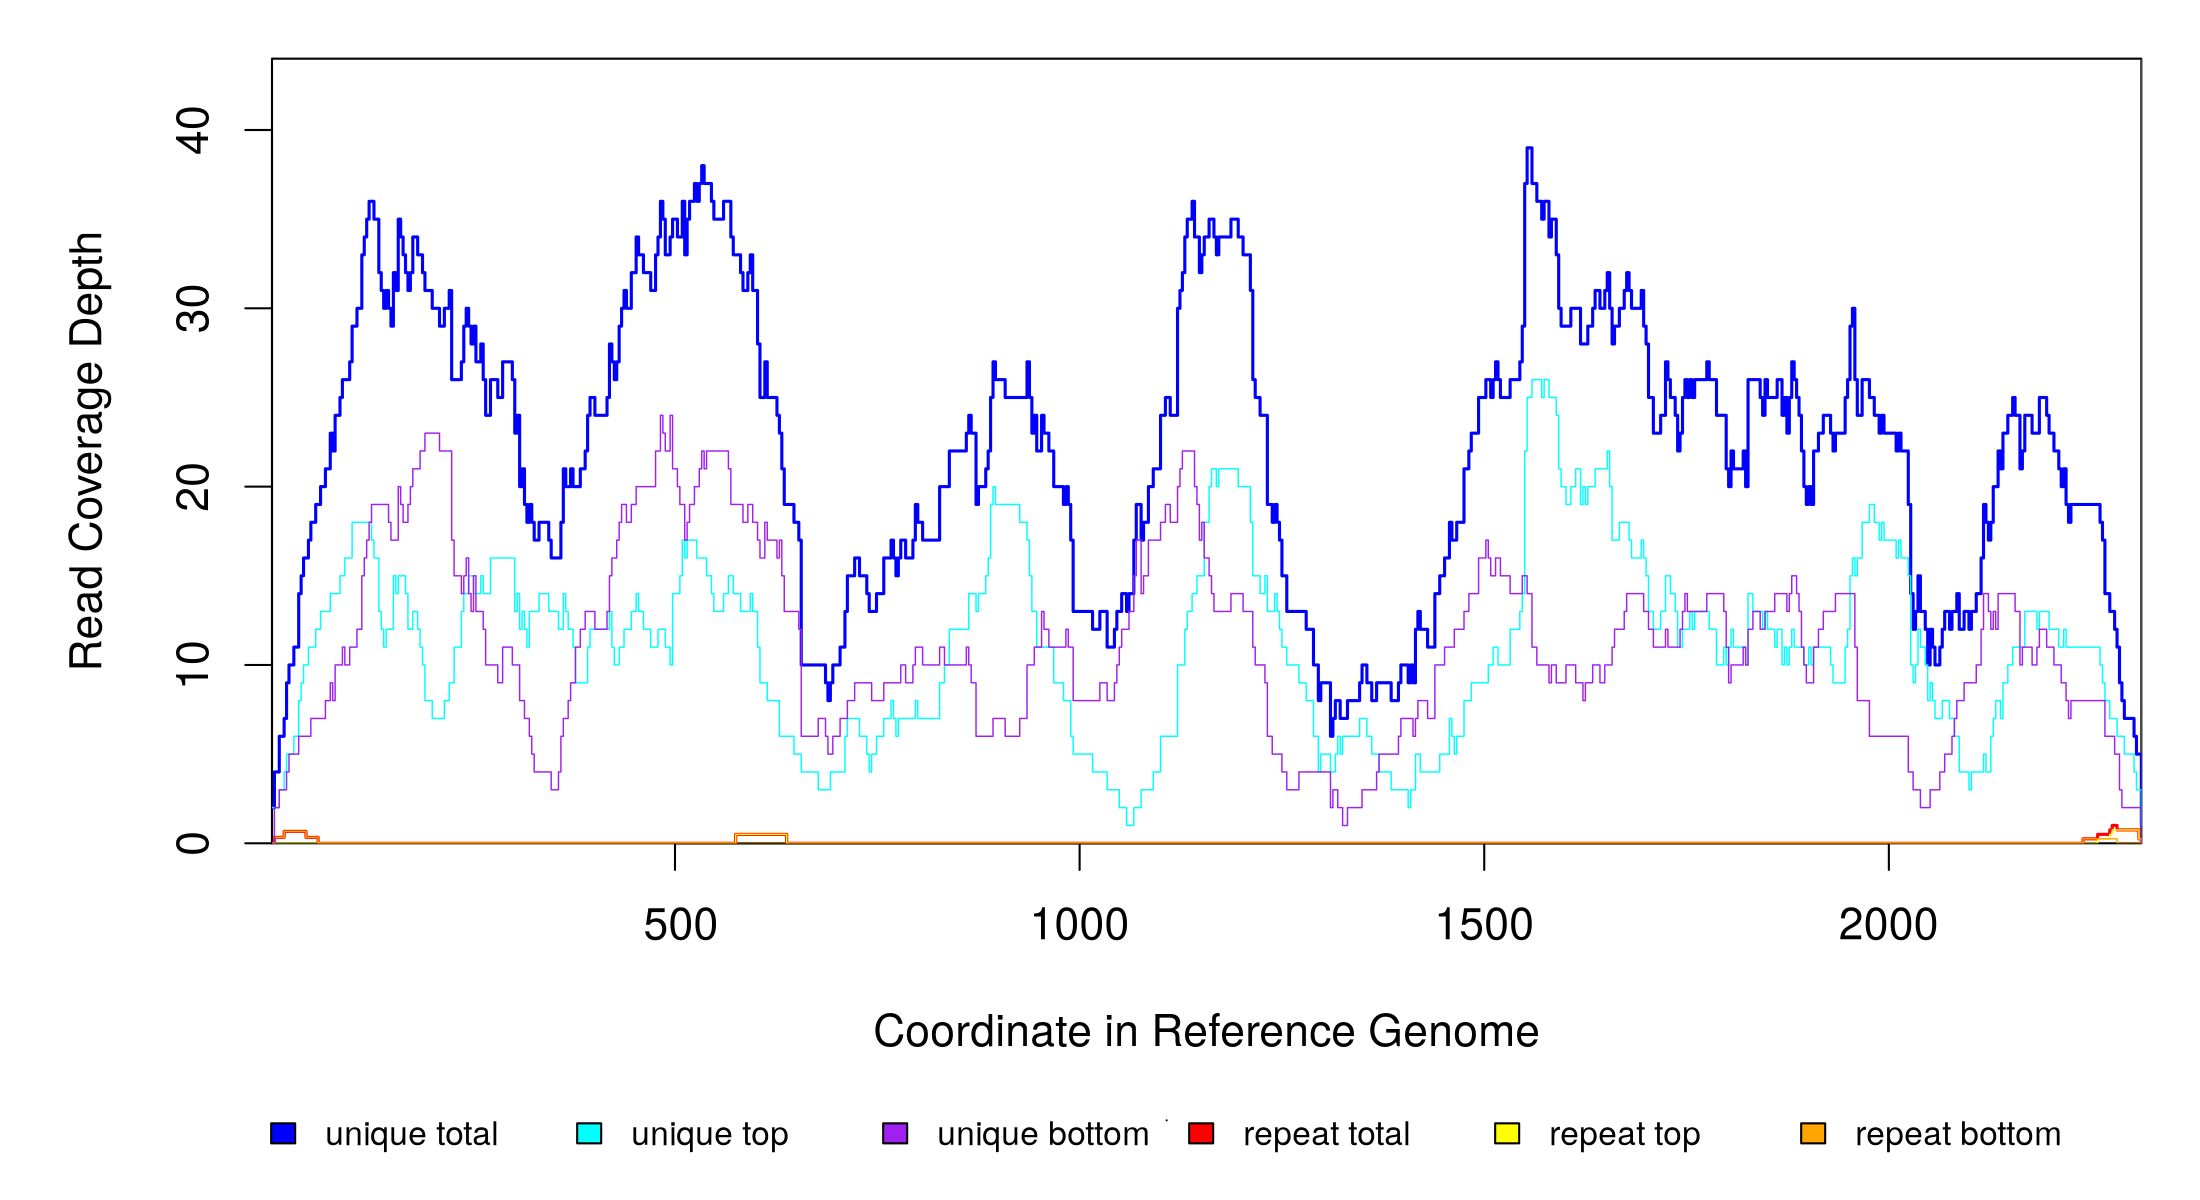 Read Coverage Depth
40
30
20
10
0
500 1000 1500 2000
Coordinate in Reference Genome
unique total unique top unique bottom repeat total repeat top repeat bottom